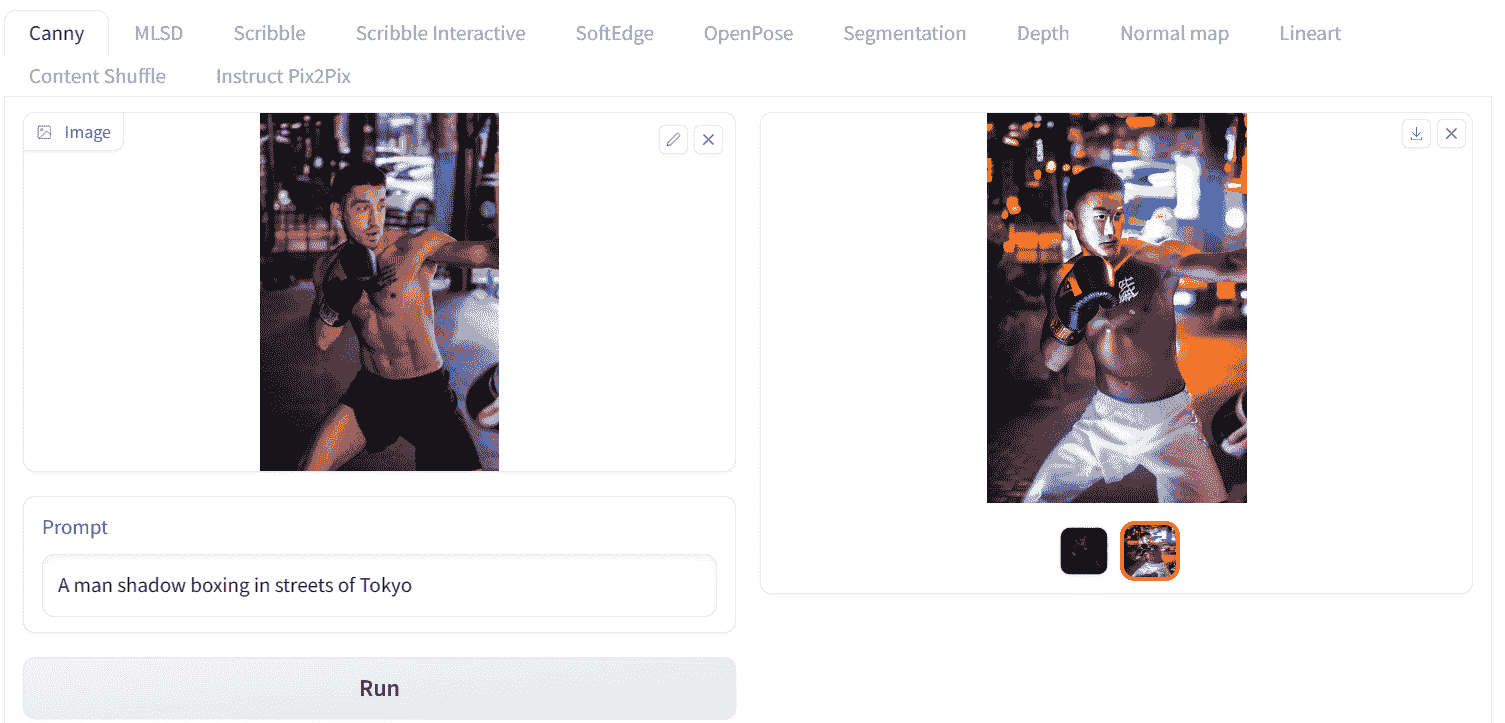 Canny MLSD Scribble Scribble Interactive SoftEdge OpenPose Segmentation Depth Normal map Lineart
Content Shuffle Instruct Pix2Pix
Image
Prompt
A man shadow boxing in streets of Tokyo
Run